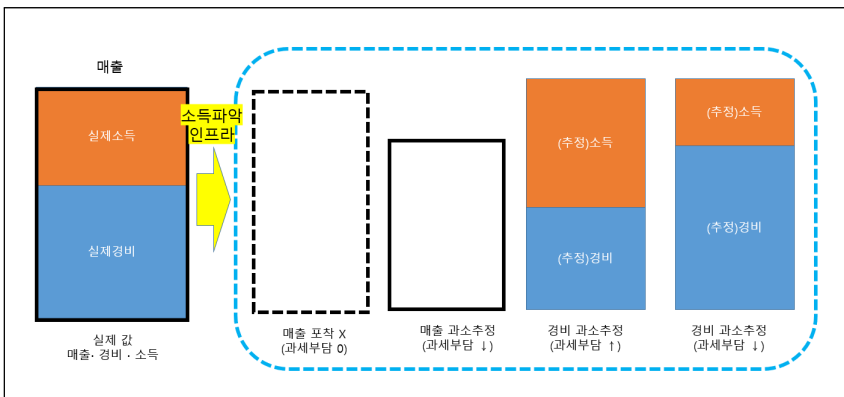 매출
실제소득
실제경비
실제 값
매출· 경비 · 소득
소득파악
인프라
매출 포착 X
(과세부담 0)
매출 과소추정
(과세부담 ↓)
(추정)소득
(추정)경비
경비 과소추정
(과세부담 ↑)
(추정)소득
(추정)경비
경비 과소추정
(과세부담 ↓)